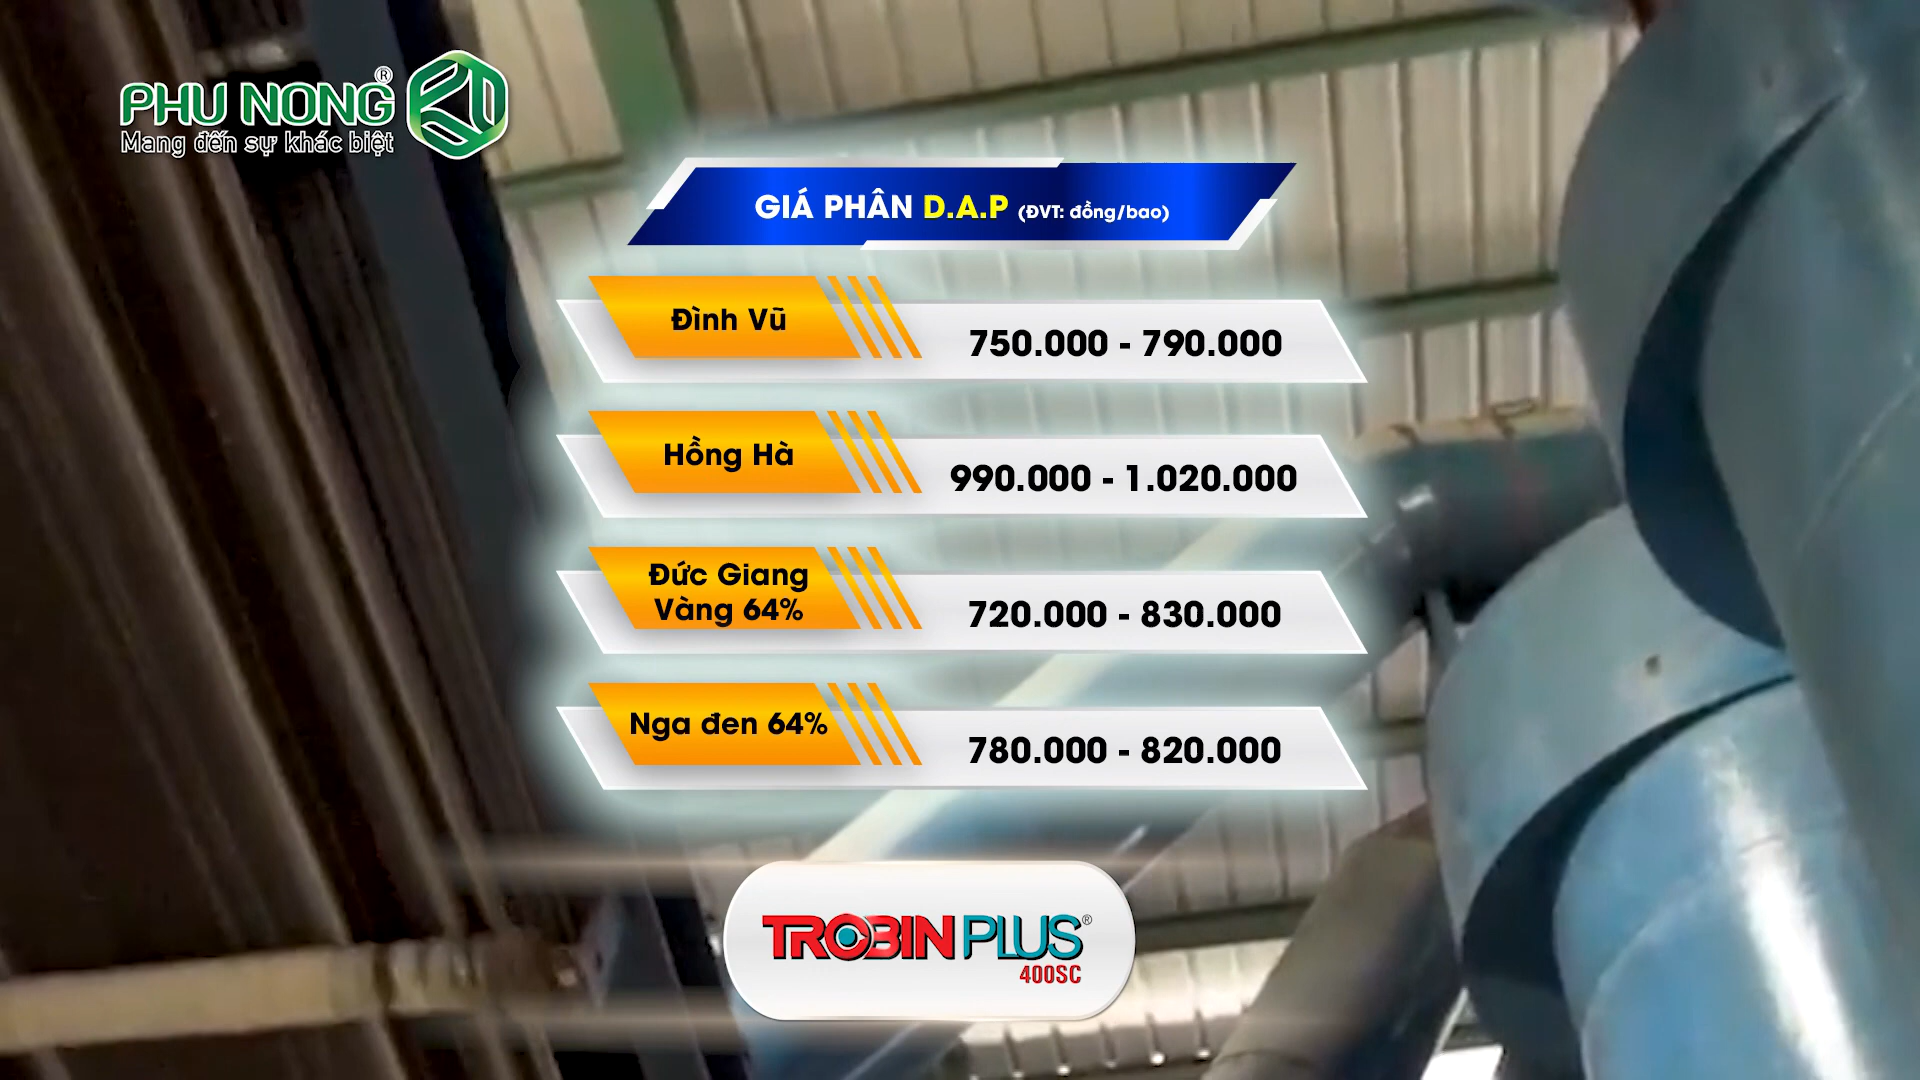 PHU NONG®
Mang đến sự khác biệt
GIÁ PHÂN D.A.P (ĐVT: đồng/bao)
Đình Vũ
750.000 - 790.000
Hồng Hà
990.000 - 1.020.000
Đức Giang
Vàng 64%
720.000 - 830.000
Nga đen 64%
780.000 - 820.000
TROBIN PLUS®
400SC